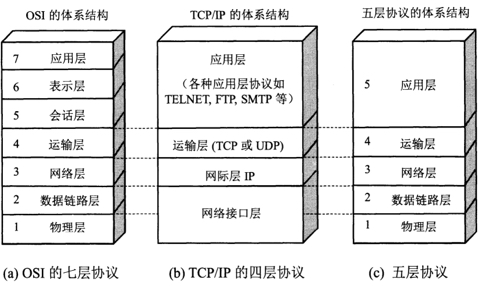 OSI 的体系结构
TCP/IP 的体系结构
五层协议的体系结构
7 应用层
6 表示层
5 会话层
4 运输层
3 网络层
2 数据链路层
1 物理层
应用层
(各种应用层协议如
TELNET, FTP, SMTP 等)
运输层 (TCP 或 UDP)
网际层 IP
网络接口层
5 应用层
4 运输层
3 网络层
2 数据链路层
1 物理层
(a) OSI 的七层协议
(b) TCP/IP 的四层协议
(c) 五层协议